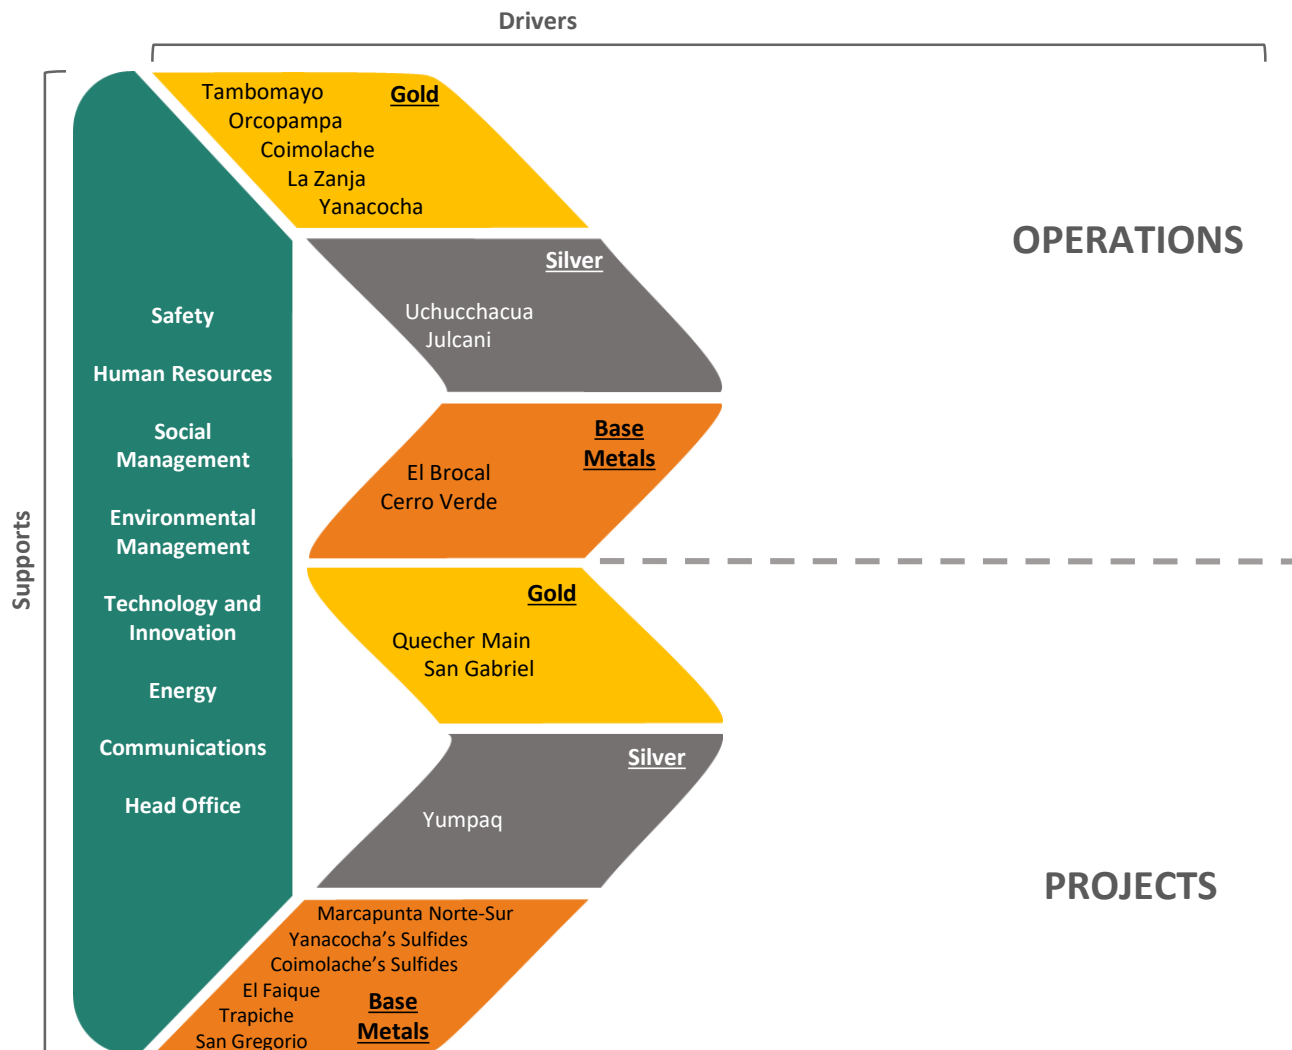 Drivers
Supports
Safety
Human Resources
Social
Management
Environmental
Management
Technology and
Innovation
Energy
Communications
Head Office
Gold
Tambomayo
Orcopampa
Coimolache
La Zanja
Yanacocha
Silver
Uchucchacua
Julcani
Base
Metals
El Brocal
Cerro Verde
OPERATIONS
Gold
Quecher Main
San Gabriel
Silver
Yumpaq
Marcapunta Norte-Sur
Yanacocha’s Sulfides
Coimolache’s Sulfides
El Faique
Trapiche
San Gregorio
Base
Metals
PROJECTS